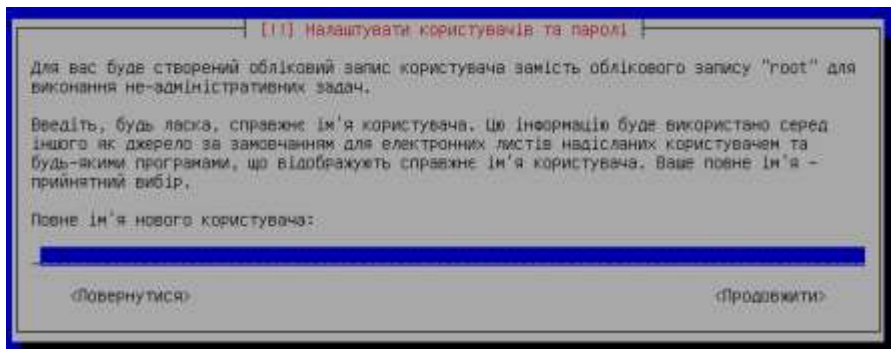 [!!] Налаштувати користувачів та паролі
Для вас буде створений обліковий запис користувача замість облікового запису "root" для
виконання не-адміністративних задач.
Введіть, будь ласка, справжнє ім'я користувача. Цю інформацію буде використано серед
іншого як джерело за замовчанням для електронних листів надісланих користувачем та
будь-якими програмами, що відображують справжнє ім'я користувача. Ваше повне ім'я -
прийнятний вибір.
Повне ім'я нового користувача:
<Повернутися> <Продовжити>